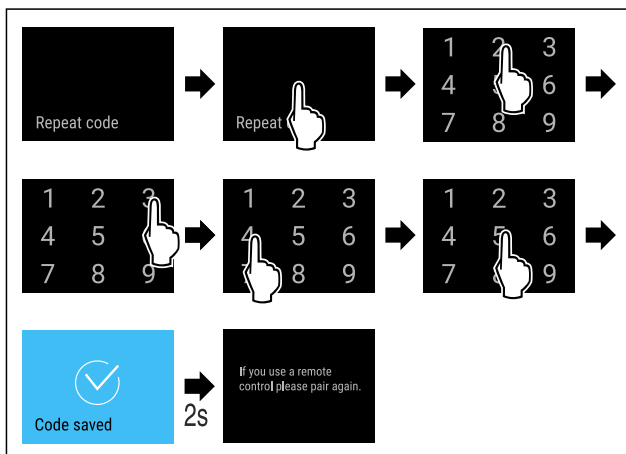 Repeat code
Repeat
1 2 3
4 6
7 8 9
1 2 3
4 5
7 8 9
1 2 3
4 5 6
8 9
1 2 3
4 5 6
7 9
Code saved
2s
If you use a remote
control please pair again.